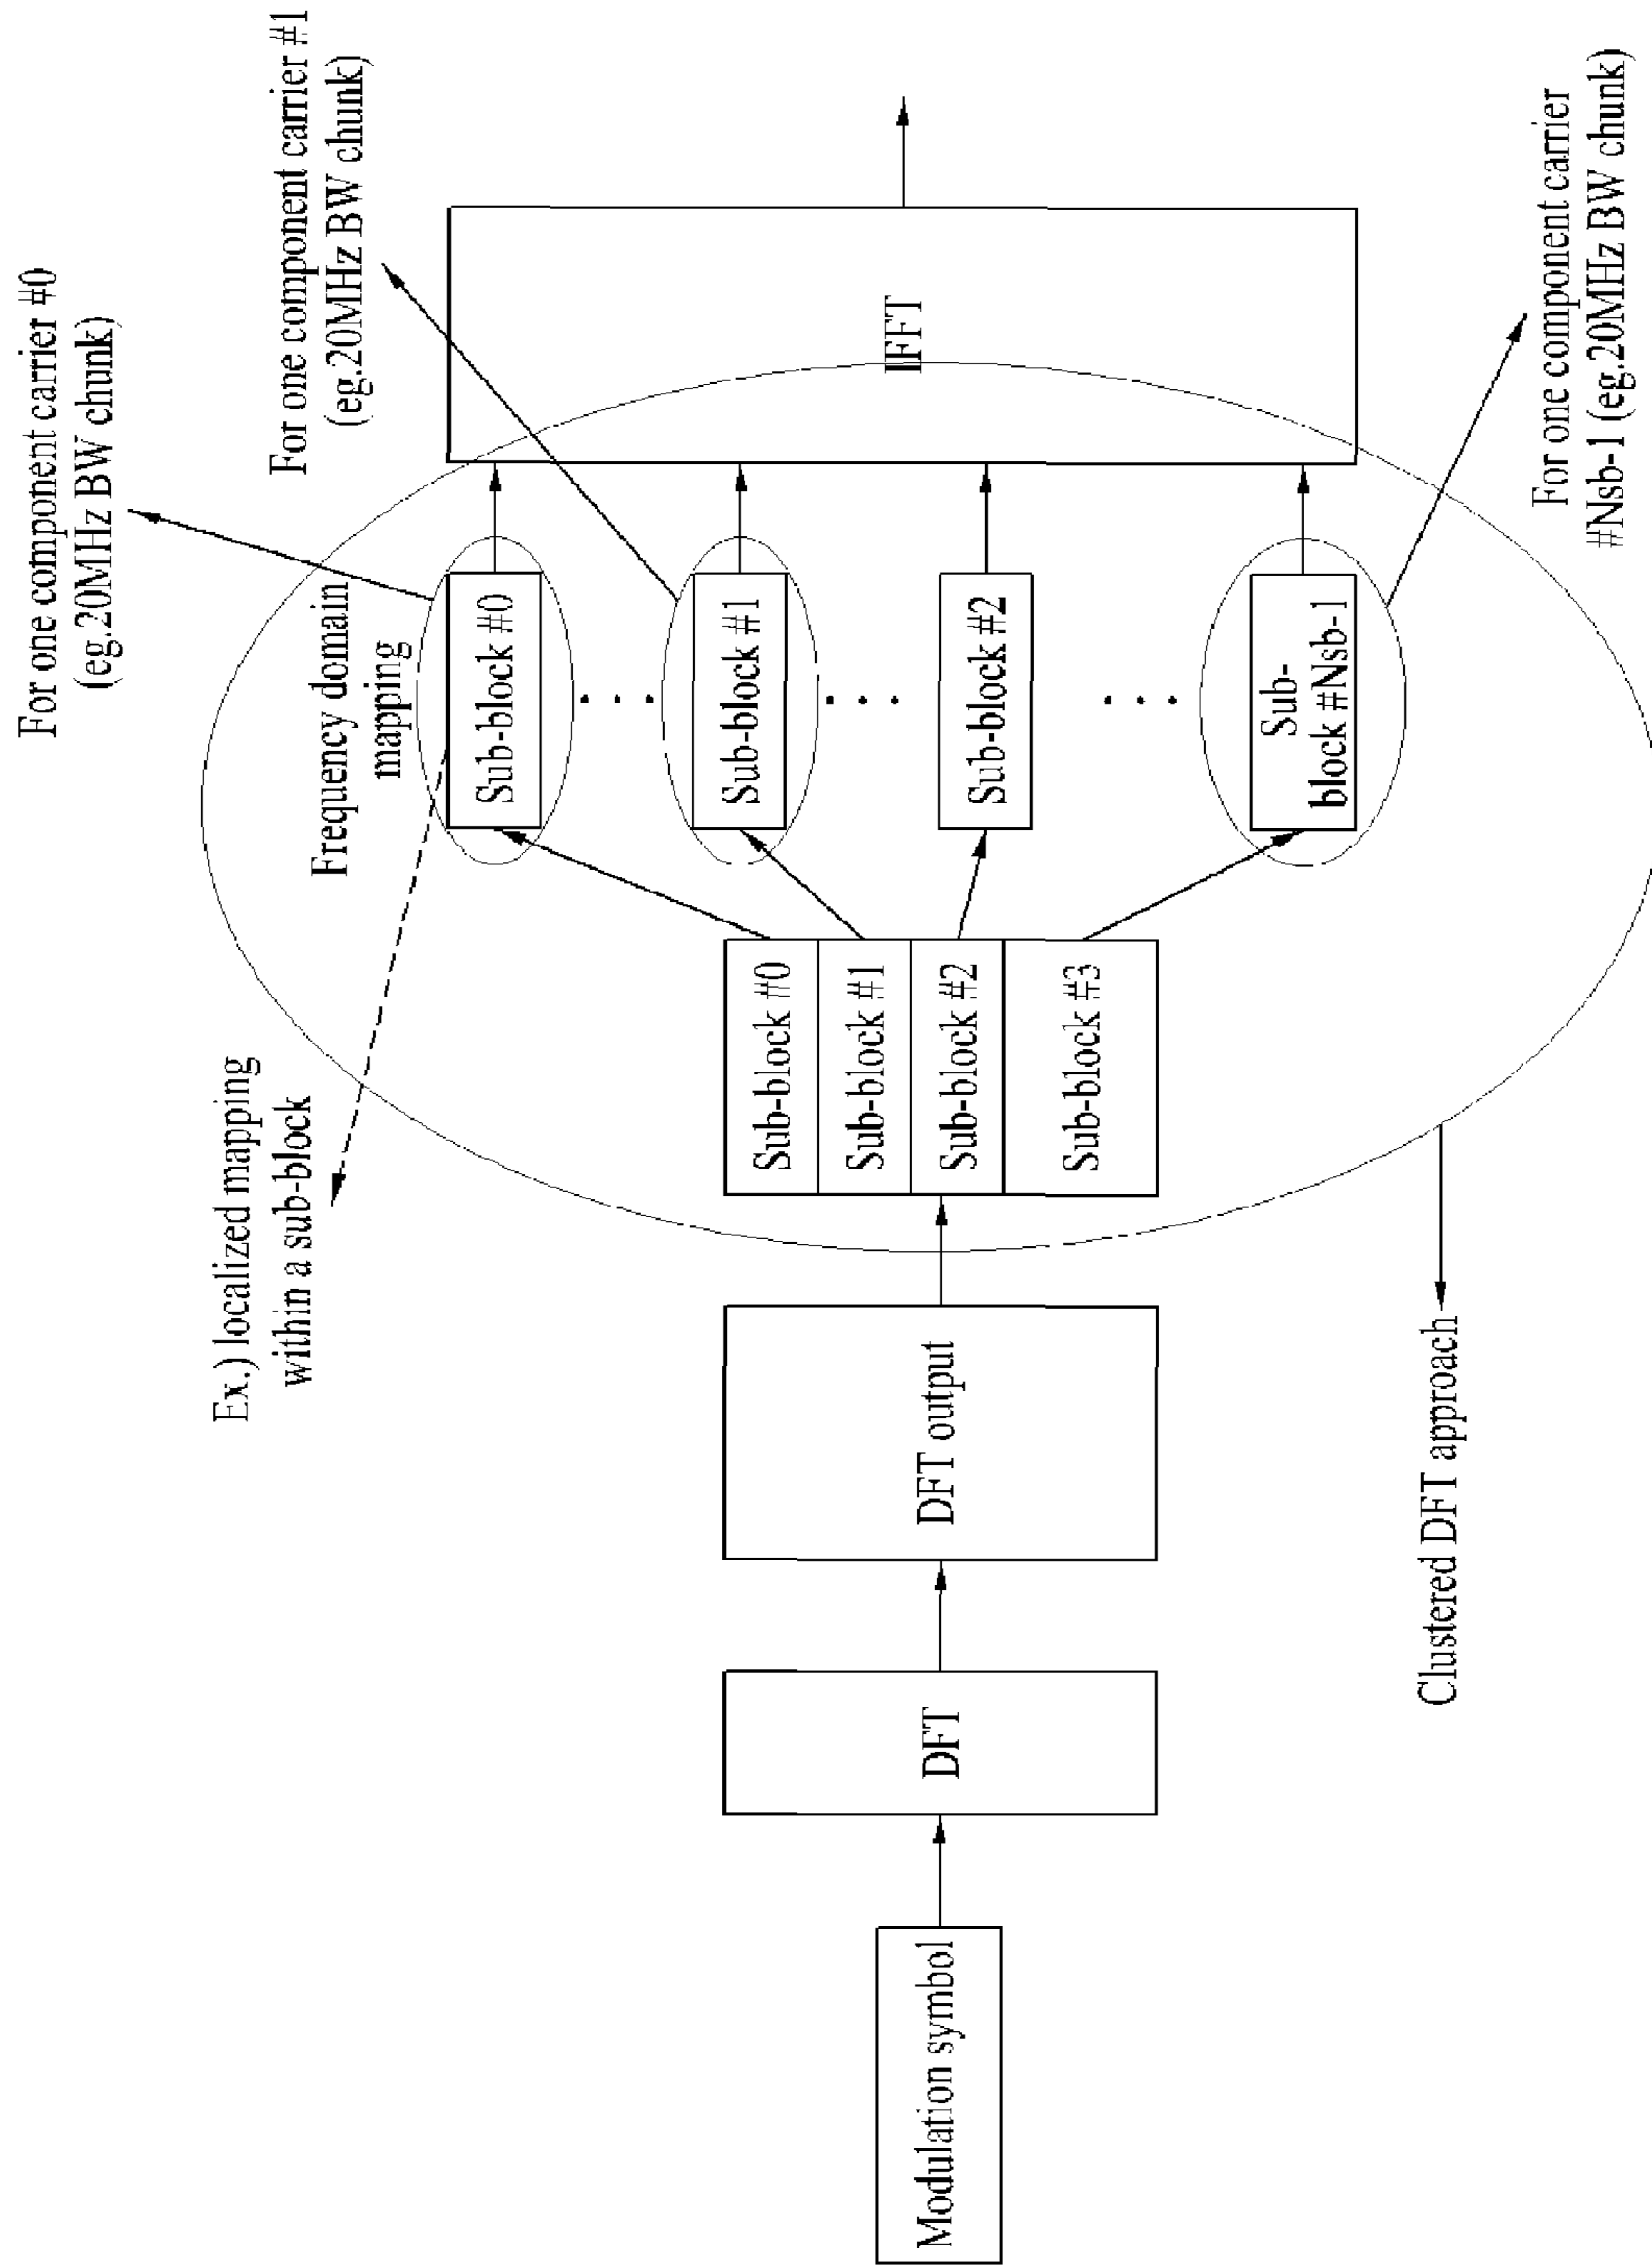 For one component carrier #0
(eg.20MHz BW chunk)
For one component carrier #1
(eg.20MHz BW chunk)
Ex.) localized mapping
within a sub-block
Frequency domain
mapping
Modulation symbol
DFT
DFT output
Sub-block #0
Sub-block #1
Sub-block #2
Sub-block #3
Sub-block #0
Sub-block #1
Sub-block #2
Sub-
block #Nsb-1
IFFT
Clustered DFT approach
For one component carrier
#Nsb-1 (eg.20MHz BW chunk)